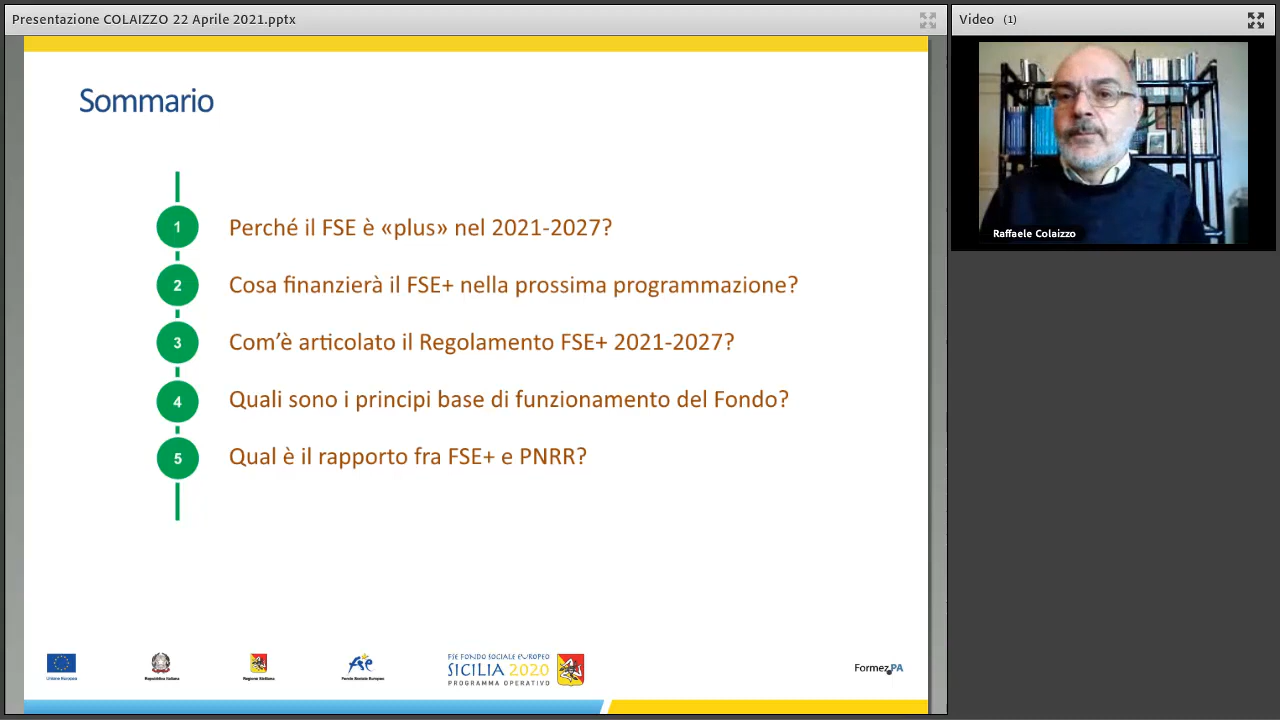 Presentazione COLAIZZO 22 Aprile 2021.pptx
Video (1)
Raffaele Colaizzo
Sommario
1 Perché il FSE è «plus» nel 2021-2027?
2 Cosa finanzierà il FSE+ nella prossima programmazione?
3 Com’è articolato il Regolamento FSE+ 2021-2027?
4 Quali sono i principi base di funzionamento del Fondo?
5 Qual è il rapporto fra FSE+ e PNRR?
Unione Europea
Repubblica Italiana
Regione Siciliana
fse
Fondo Sociale Europeo
FSE FONDO SOCIALE EUROPEO
SICILIA 2020
PROGRAMMA OPERATIVO
FormezPA